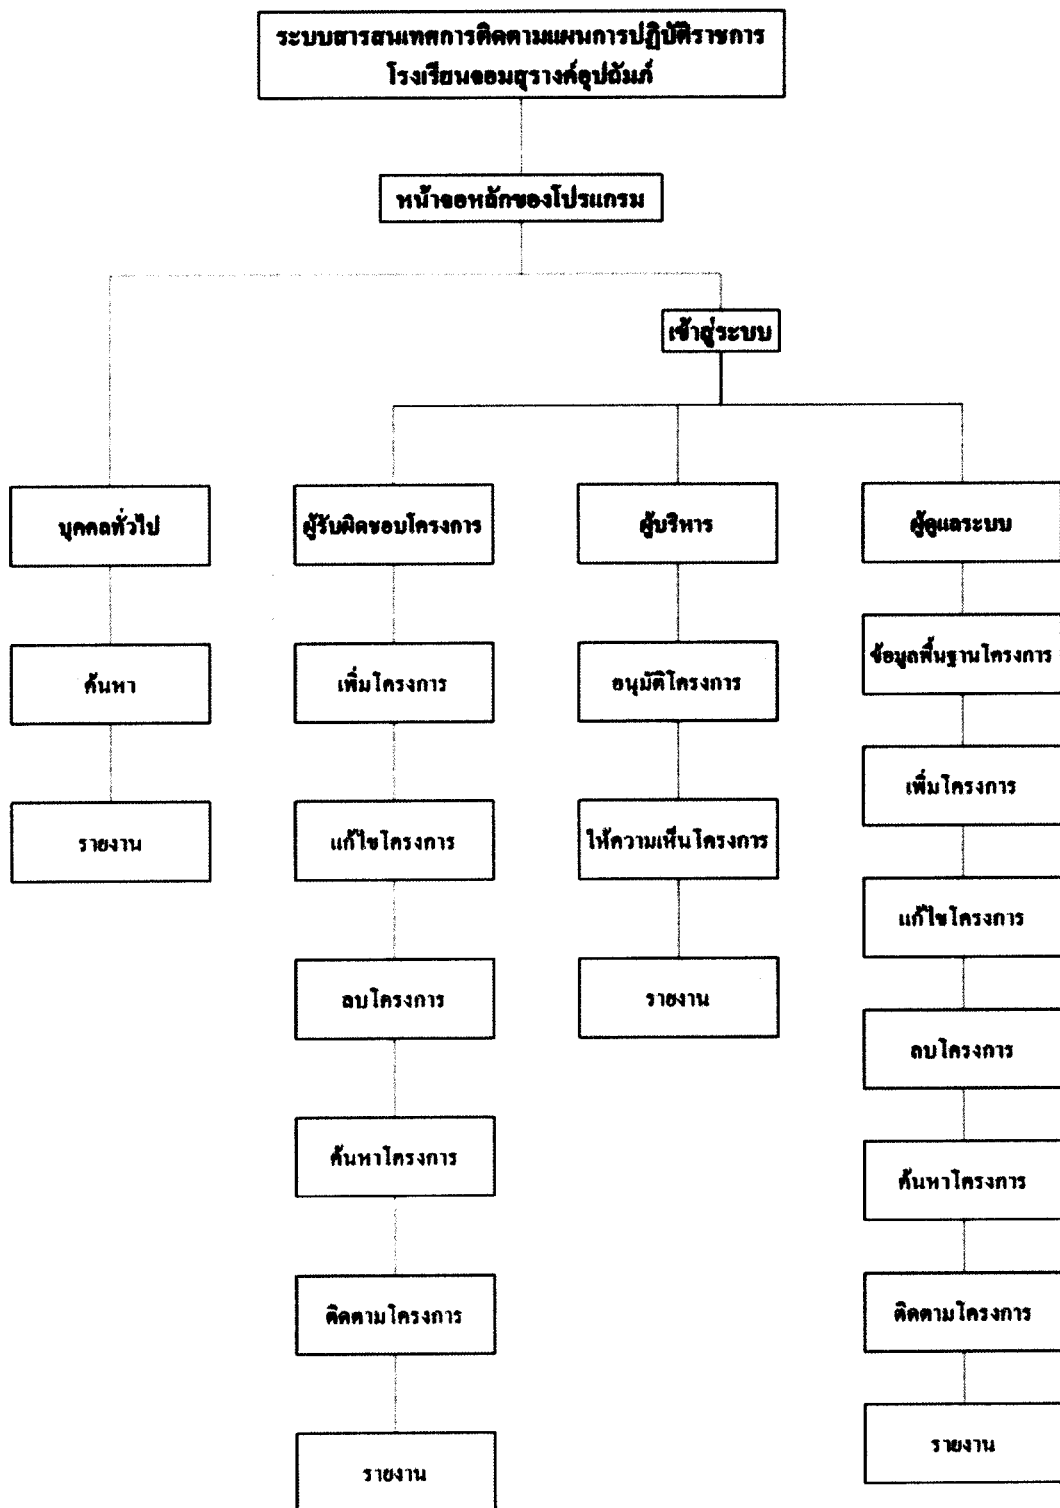 ระบบสารสนเทศการติดตามแผนการปฏิบัติราชการ
โรงเรียนจอมสุรางค์อุปถัมภ์
หน้าจอหลักของโปรแกรม
เข้าสู่ระบบ
บุคคลทั่วไป
ค้นหา
รายงาน
ผู้รับผิดชอบโครงการ
เพิ่มโครงการ
แก้ไขโครงการ
ลบโครงการ
ค้นหาโครงการ
ติดตามโครงการ
รายงาน
ผู้บริหาร
อนุมัติโครงการ
ให้ความเห็นโครงการ
รายงาน
ผู้ดูแลระบบ
ข้อมูลพื้นฐานโครงการ
เพิ่มโครงการ
แก้ไขโครงการ
ลบโครงการ
ค้นหาโครงการ
ติดตามโครงการ
รายงาน